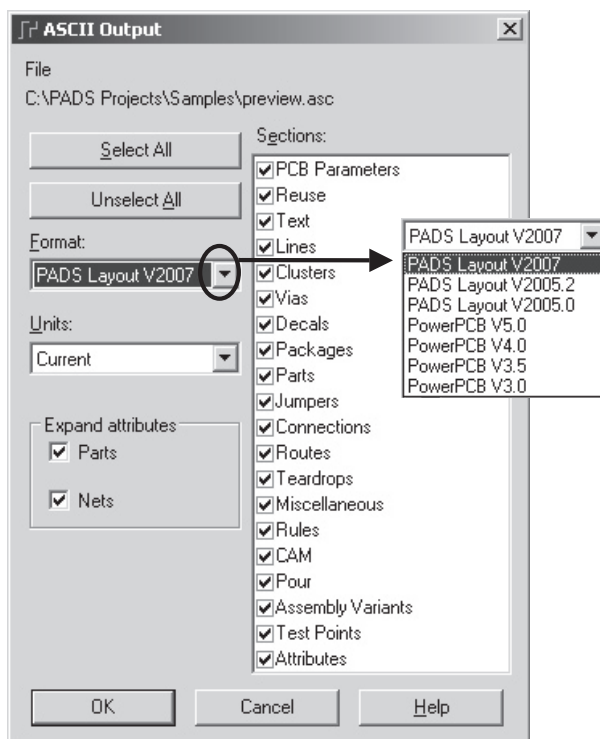 ASCII Output
File
C:\PADS Projects\Samples\preview.asc
Select All
Unselect All
Format:
PADS Layout V2007
Units:
Current
Expand attributes
Parts
Nets
Sections:
PCB Parameters
Reuse
Text
Lines
Clusters
Vias
Decals
Packages
Parts
Jumpers
Connections
Routes
Teardrops
Miscellaneous
Rules
CAM
Pour
Assembly Variants
Test Points
Attributes
PADS Layout V2007
PADS Layout V2007
PADS Layout V2005.2
PADS Layout V2005.0
PowerPCB V5.0
PowerPCB V4.0
PowerPCB V3.5
PowerPCB V3.0
OK
Cancel
Help